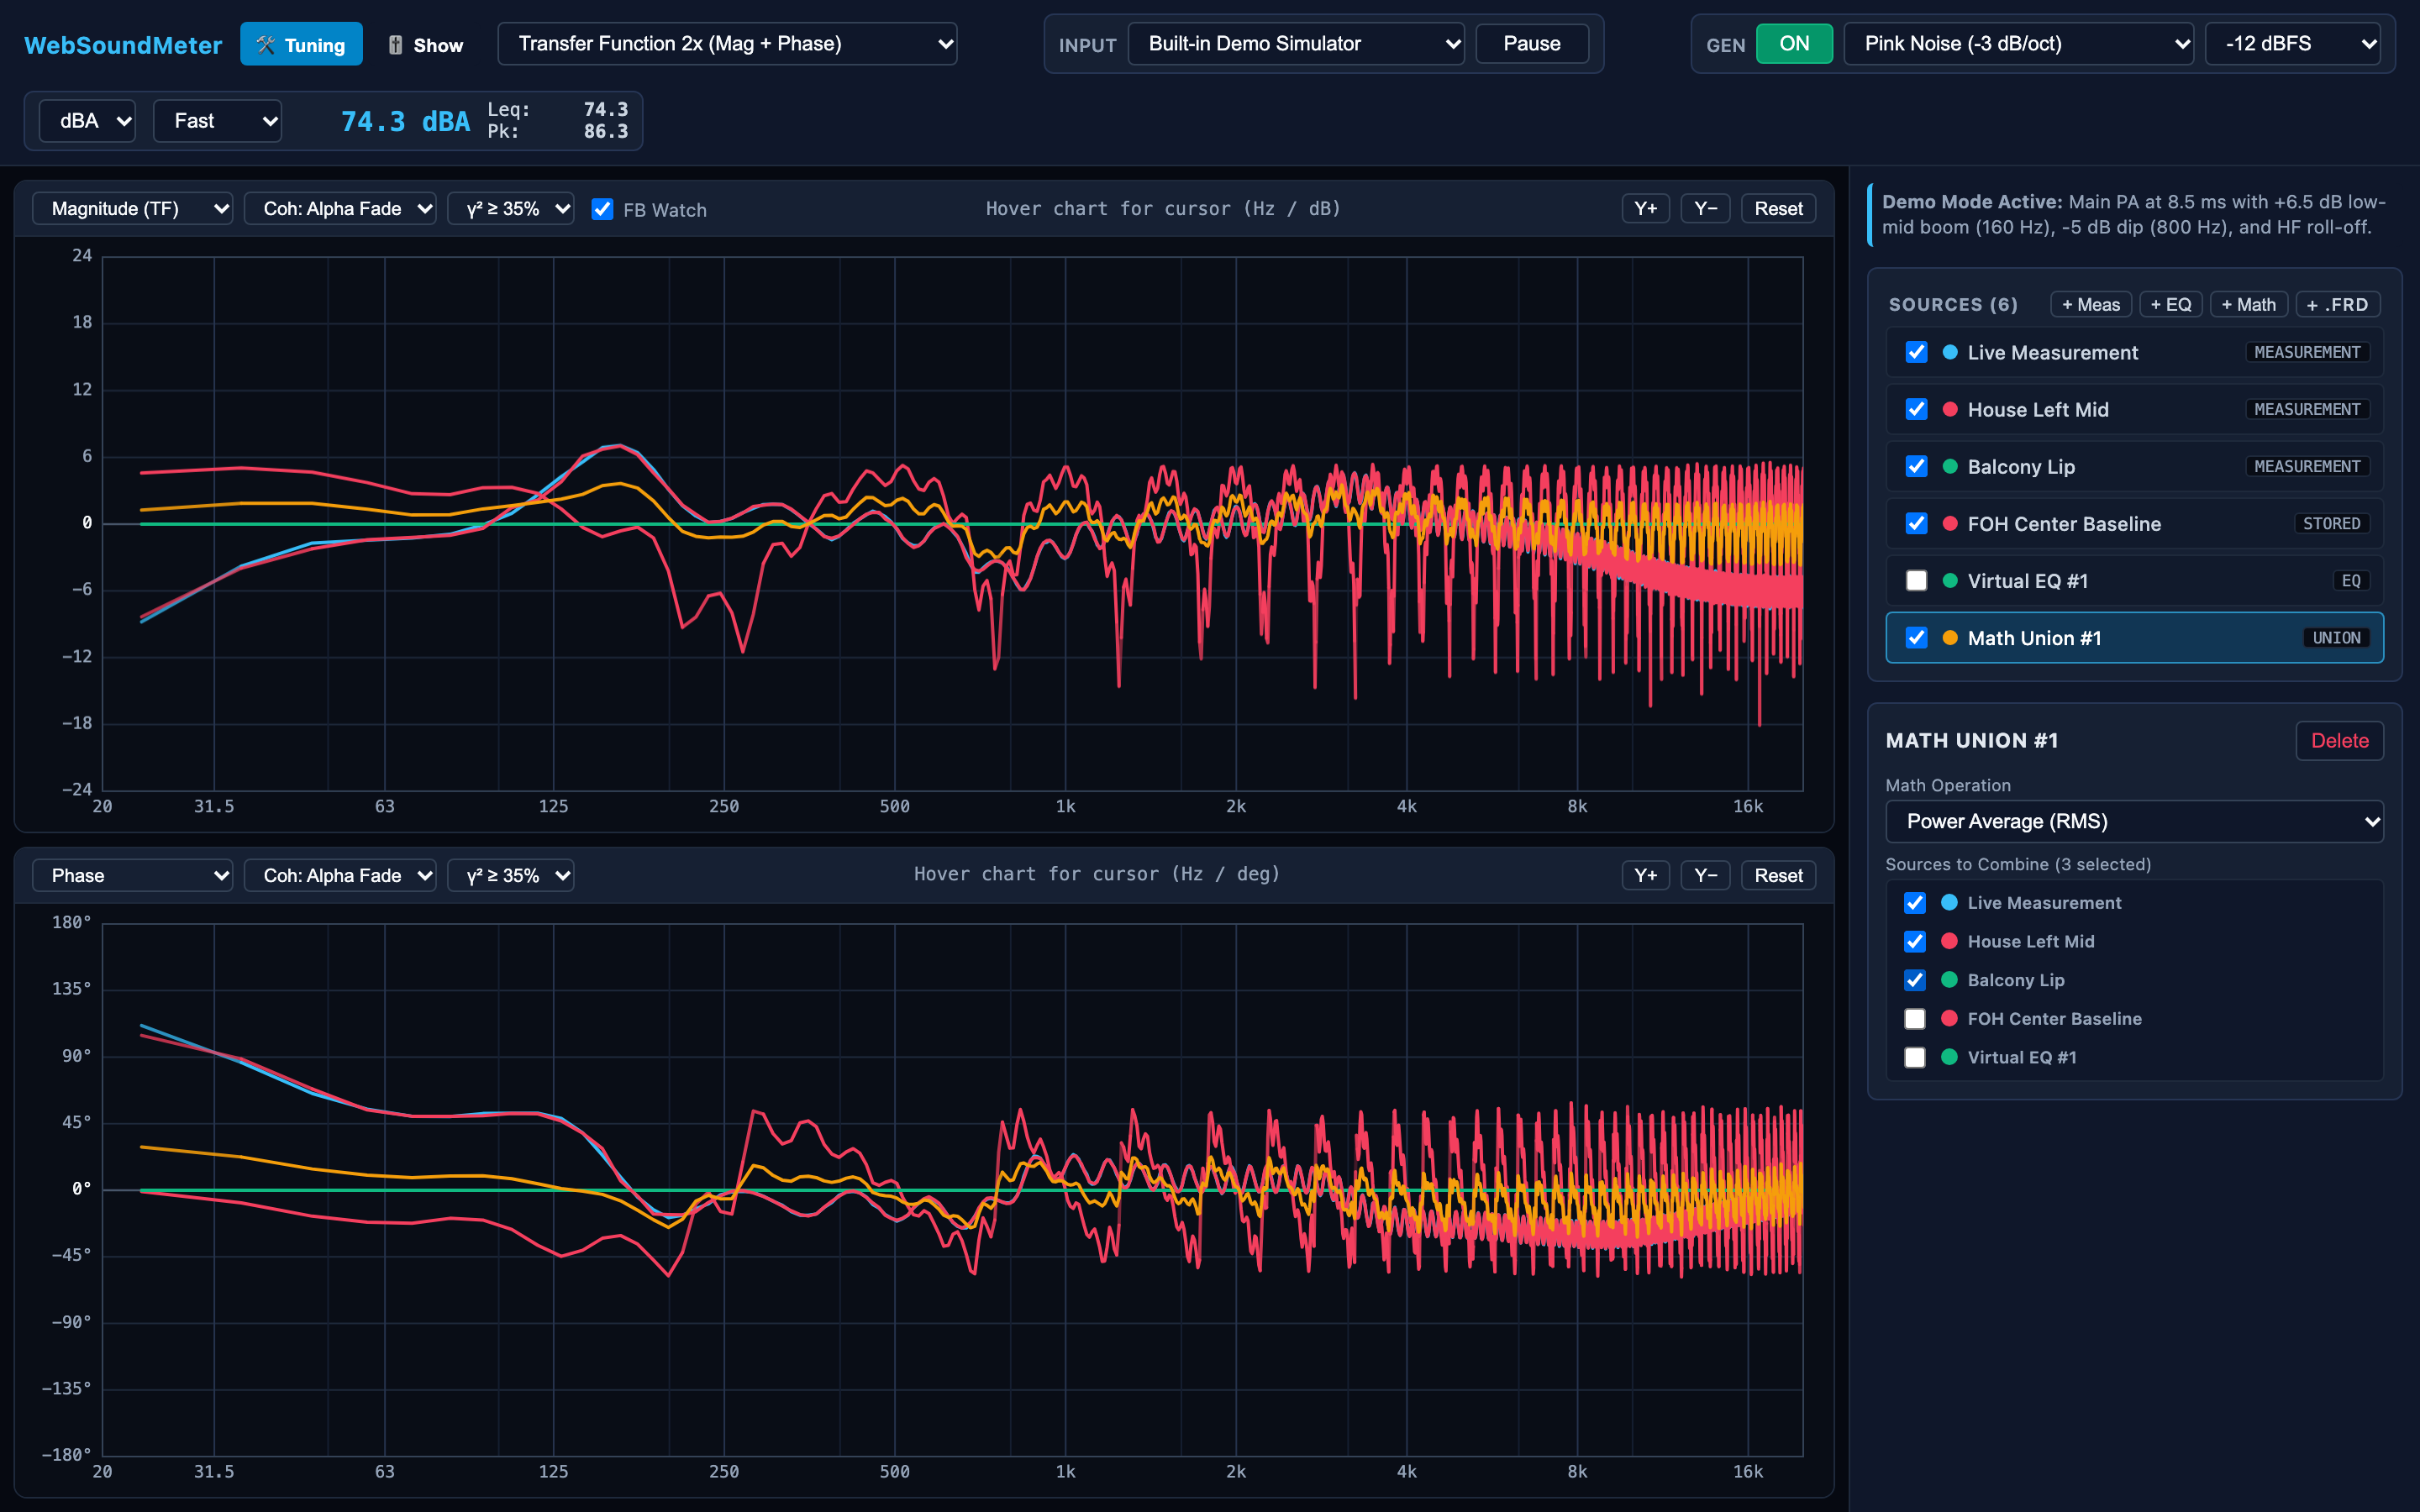 WebSoundMeter
🛠️ Tuning
🎚️ Show
Transfer Function 2x (Mag + Phase)
INPUT
Built-in Demo Simulator
Pause
GEN
ON
Pink Noise (-3 dB/oct)
-12 dBFS
dBA
Fast
74.3 dBA
Leq: 74.3
Pk: 86.3
Magnitude (TF)
Coh: Alpha Fade
γ² ≥ 35%
FB Watch
Hover chart for cursor (Hz / dB)
Y+
Y−
Reset
24
18
12
6
0
−6
−12
−18
−24
20 31.5 63 125 250 500 1k 2k 4k 8k 16k
Phase
Coh: Alpha Fade
γ² ≥ 35%
Hover chart for cursor (Hz / deg)
Y+
Y−
Reset
180°
135°
90°
45°
0°
−45°
−90°
−135°
−180°
20 31.5 63 125 250 500 1k 2k 4k 8k 16k
Demo Mode Active: Main PA at 8.5 ms with +6.5 dB low-
mid boom (160 Hz), -5 dB dip (800 Hz), and HF roll-off.
SOURCES (6)
+ Meas
+ EQ
+ Math
+ .FRD
Live Measurement MEASUREMENT
House Left Mid MEASUREMENT
Balcony Lip MEASUREMENT
FOH Center Baseline STORED
Virtual EQ #1 EQ
Math Union #1 UNION
MATH UNION #1
Delete
Math Operation
Power Average (RMS)
Sources to Combine (3 selected)
Live Measurement
House Left Mid
Balcony Lip
FOH Center Baseline
Virtual EQ #1